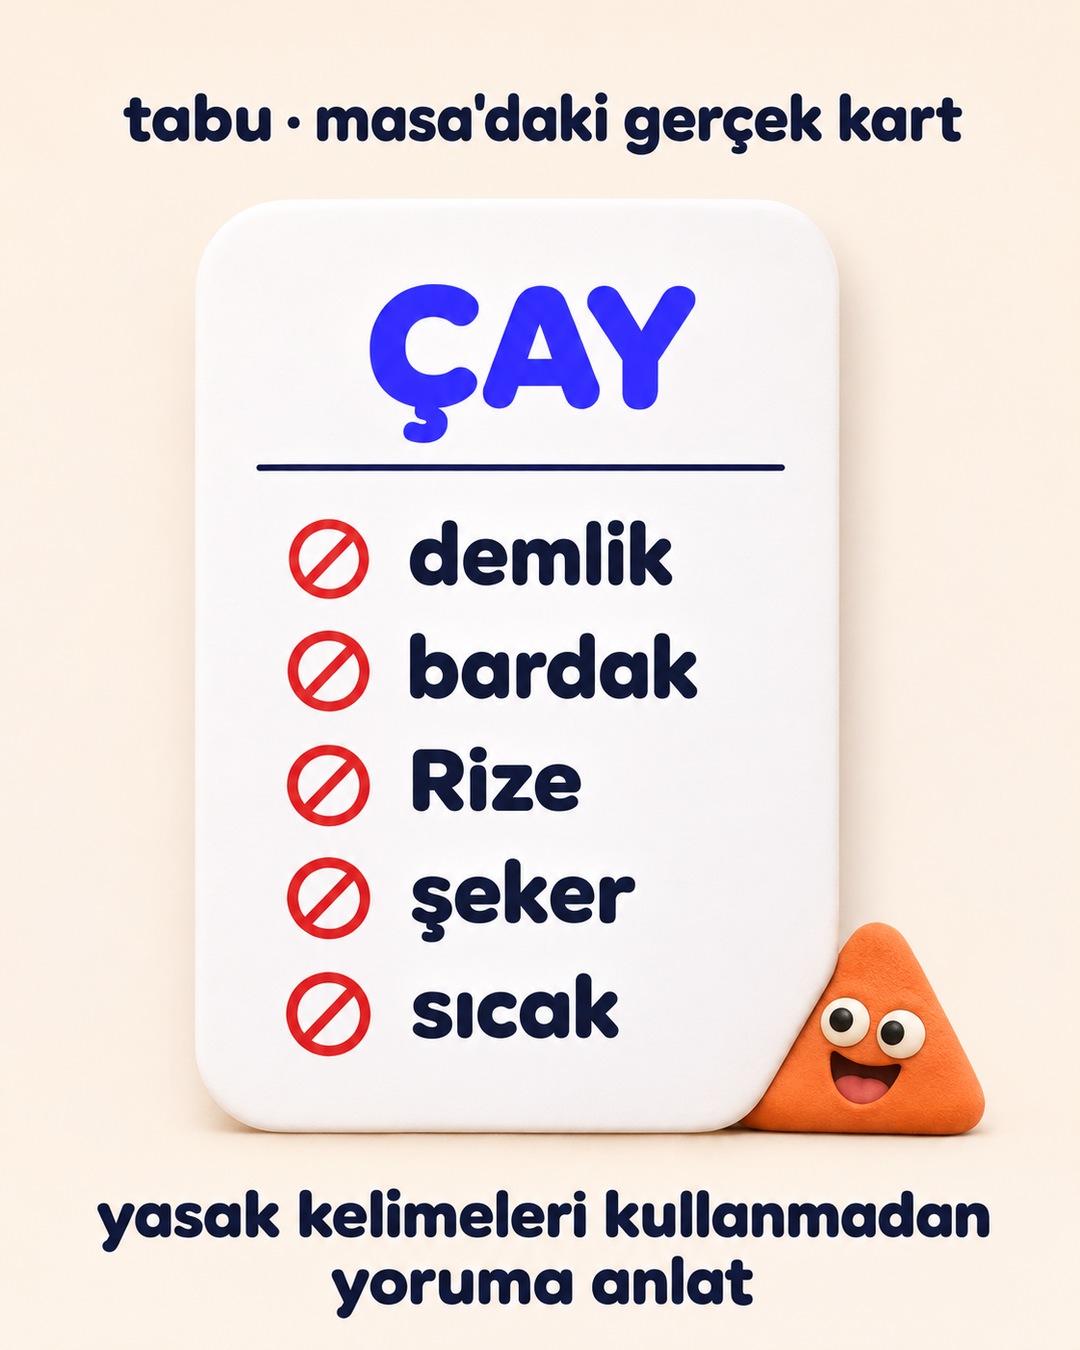 tabu · masa'daki gerçek kart
ÇAY
demlik
bardak
Rize
şeker
sıcak
yasak kelimeleri kullanmadan
yoruma anlat